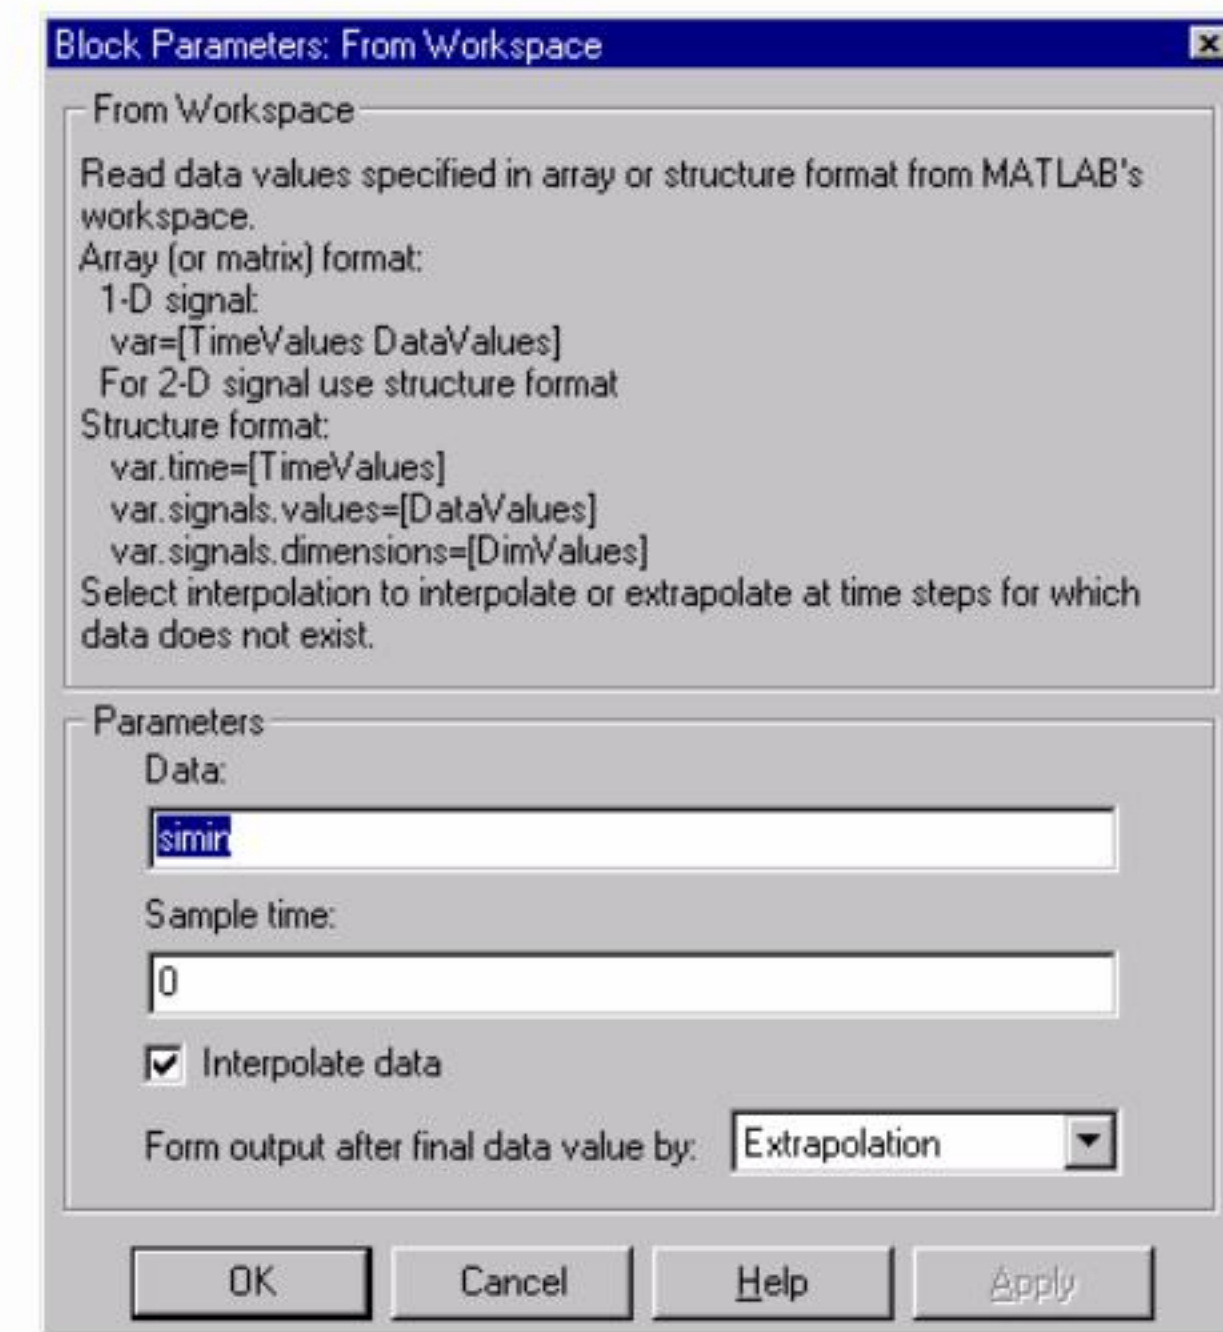 Block Parameters: From Workspace
From Workspace
Read data values specified in array or structure format from MATLAB's
workspace.
Array (or matrix) format:
1-D signal:
var=[TimeValues DataValues]
For 2-D signal use structure format
Structure format:
var.time=[TimeValues]
var.signals.values=[DataValues]
var.signals.dimensions=[DimValues]
Select interpolation to interpolate or extrapolate at time steps for which
data does not exist.
Parameters
Data:
simin
Sample time:
0
Interpolate data
Form output after final data value by: Extrapolation
OK Cancel Help Apply